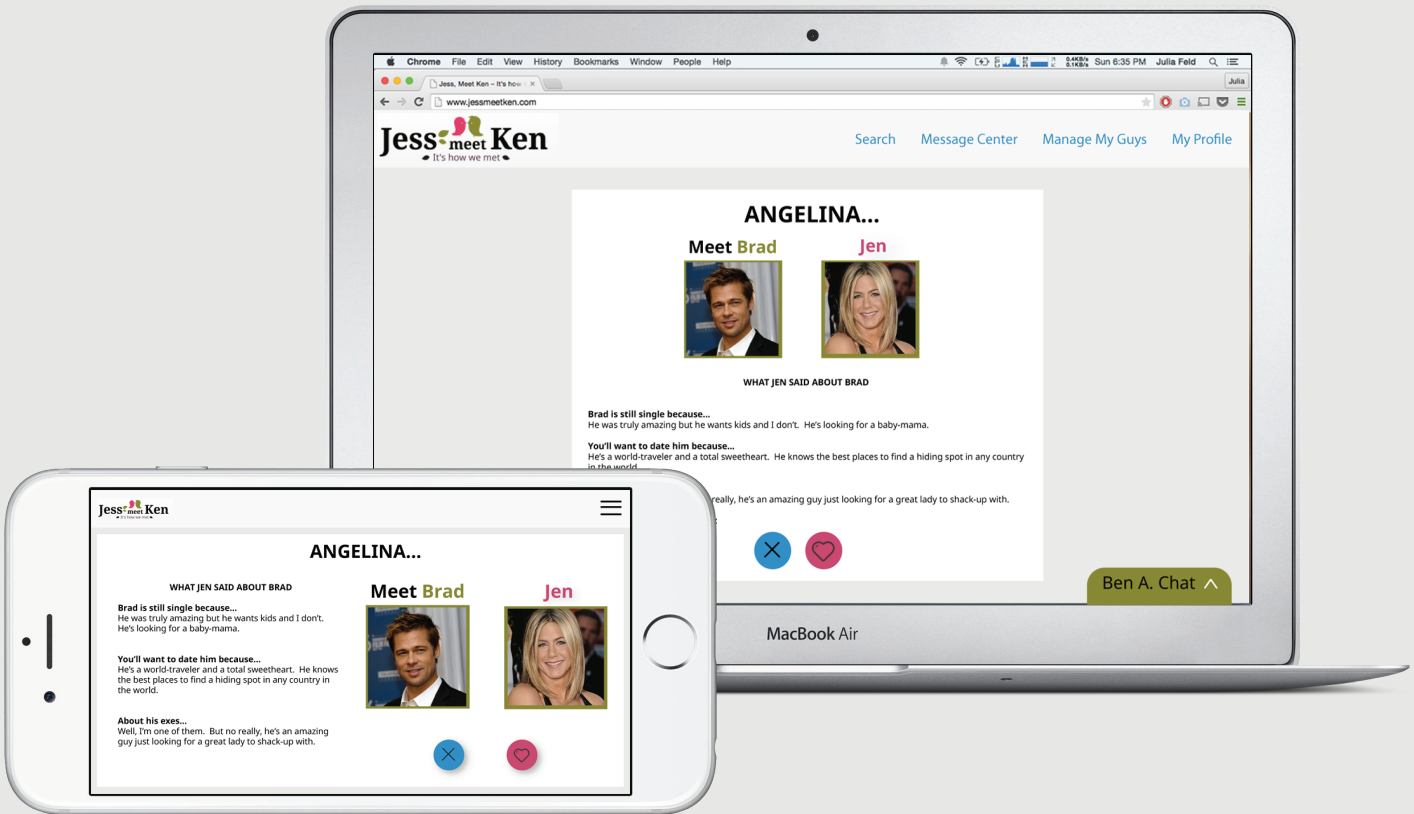 Chrome File Edit View History Bookmarks Window People Help
0.4KB/s
0.1KB/s
Sun 6:35 PM Julia Feld
Jess, Meet Ken – It's how
Julia
www.jessmeetken.com
Jess meet Ken
It's how we met
Search Message Center Manage My Guys My Profile
ANGELINA...
Meet Brad
Jen
WHAT JEN SAID ABOUT BRAD
Brad is still single because...
He was truly amazing but he wants kids and I don't. He's looking for a baby-mama.
You'll want to date him because...
He's a world-traveler and a total sweetheart. He knows the best places to find a hiding spot in any country
in the world
really, he's an amazing guy just looking for a great lady to shack-up with.
Ben A. Chat
MacBook Air
Jess meet Ken
It's how we met
ANGELINA...
WHAT JEN SAID ABOUT BRAD
Brad is still single because...
He was truly amazing but he wants kids and I don't.
He's looking for a baby-mama.
You'll want to date him because...
He's a world-traveler and a total sweetheart. He knows
the best places to find a hiding spot in any country in
the world.
About his exes...
Well, I'm one of them. But no really, he's an amazing
guy just looking for a great lady to shack-up with.
Meet Brad
Jen